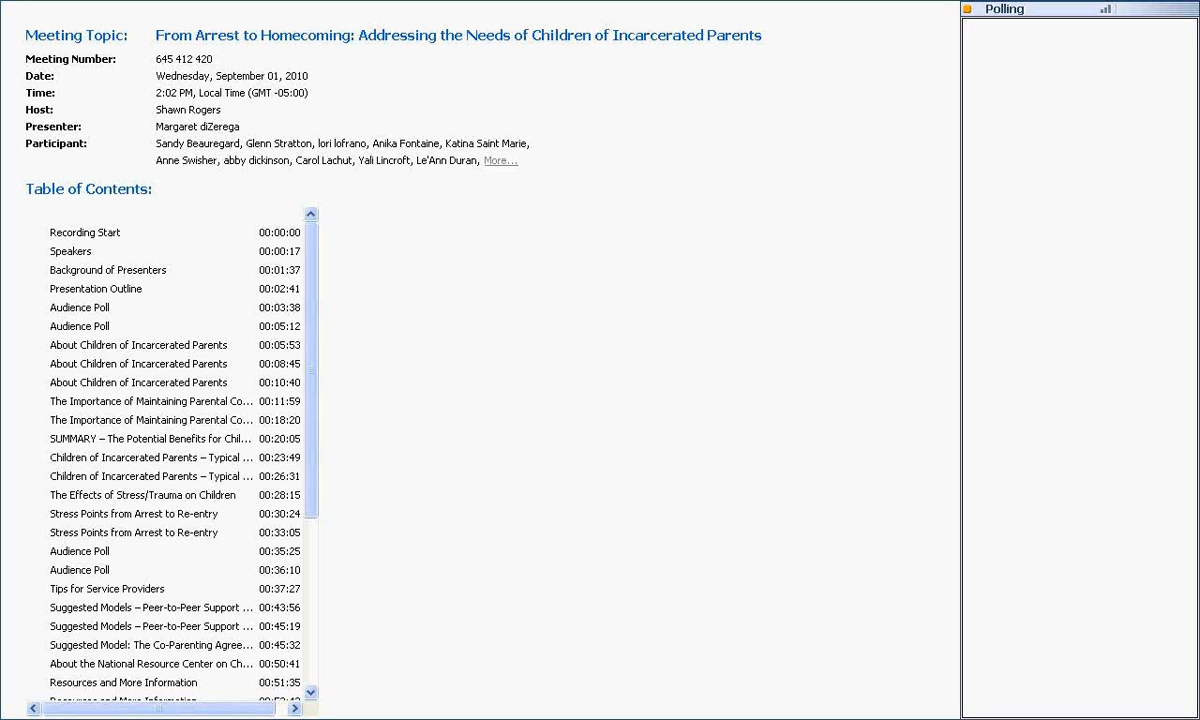 Polling
Meeting Topic: From Arrest to Homecoming: Addressing the Needs of Children of Incarcerated Parents
Meeting Number: 645 412 420
Date: Wednesday, September 01, 2010
Time: 2:02 PM, Local Time (GMT -05:00)
Host: Shawn Rogers
Presenter: Margaret diZerega
Participant: Sandy Beauregard, Glenn Stratton, lori lofrano, Anika Fontaine, Katina Saint Marie,
Anne Swisher, abby dickinson, Carol Lachut, Yali Lincroft, Le'Ann Duran, More...
Table of Contents:
Recording Start 00:00:00
Speakers 00:00:17
Background of Presenters 00:01:37
Presentation Outline 00:02:41
Audience Poll 00:03:38
Audience Poll 00:05:12
About Children of Incarcerated Parents 00:05:53
About Children of Incarcerated Parents 00:08:45
About Children of Incarcerated Parents 00:10:40
The Importance of Maintaining Parental Co... 00:11:59
The Importance of Maintaining Parental Co... 00:18:20
SUMMARY – The Potential Benefits for Chil... 00:20:05
Children of Incarcerated Parents – Typical ... 00:23:49
Children of Incarcerated Parents – Typical ... 00:26:31
The Effects of Stress/Trauma on Children 00:28:15
Stress Points from Arrest to Re-entry 00:30:24
Stress Points from Arrest to Re-entry 00:33:05
Audience Poll 00:35:25
Audience Poll 00:36:10
Tips for Service Providers 00:37:27
Suggested Models – Peer-to-Peer Support ... 00:43:56
Suggested Models – Peer-to-Peer Support ... 00:45:19
Suggested Model: The Co-Parenting Agree... 00:45:32
About the National Resource Center on Ch... 00:50:41
Resources and More Information 00:51:35
Resources and More Information